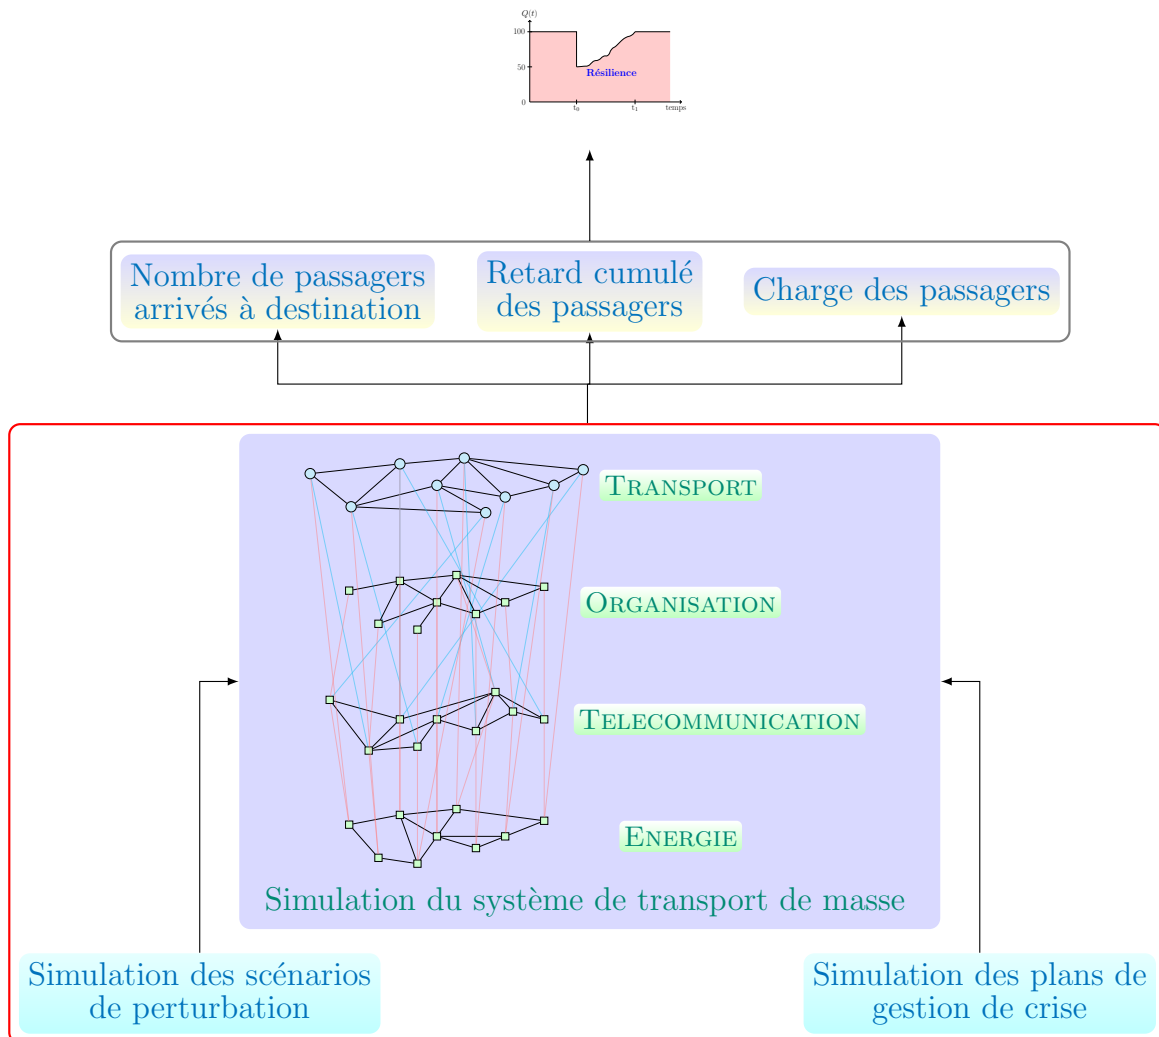 Q(t)
100
50
Résilience
0
t0
t1
temps
Nombre de passagers
arrivés à destination
Retard cumulé
des passagers
Charge des passagers
TRANSPORT
ORGANISATION
TELECOMMUNICATION
ENERGIE
Simulation du système de transport de masse
Simulation des scénarios
de perturbation
Simulation des plans de
gestion de crise